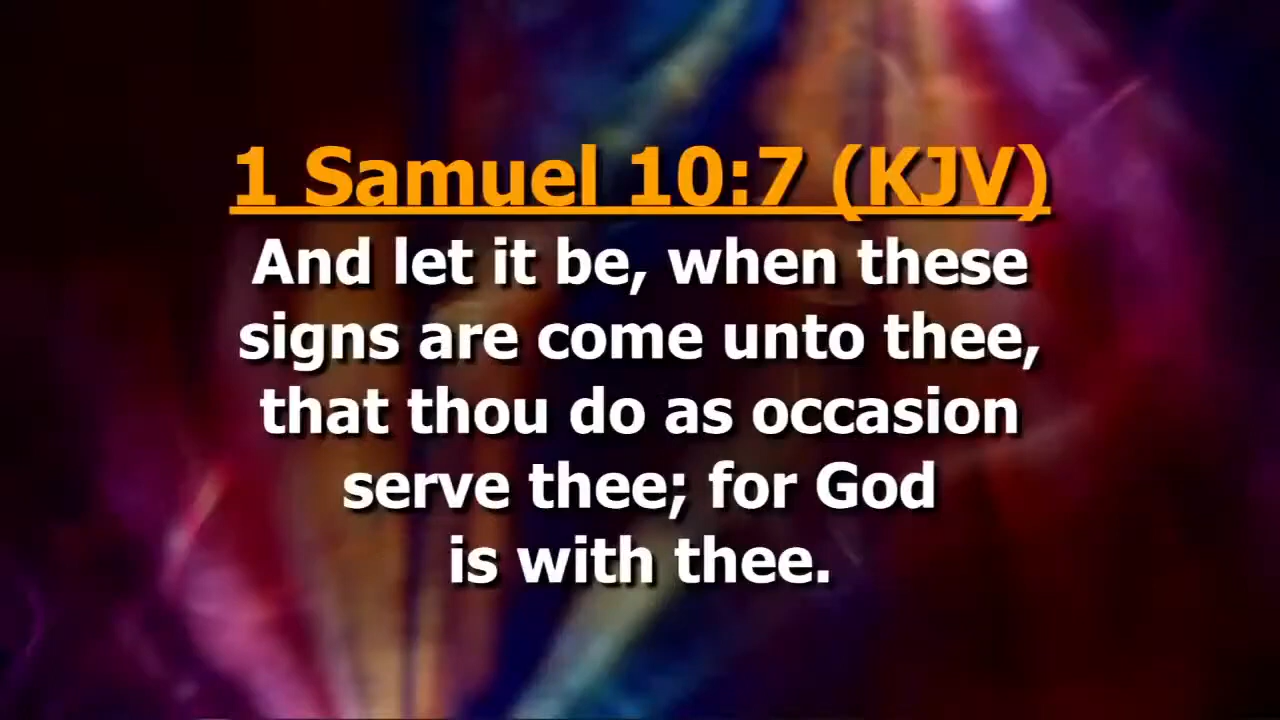 1 Samuel 10:7 (KJV)
And let it be, when these
signs are come unto thee,
that thou do as occasion
serve thee; for God
is with thee.